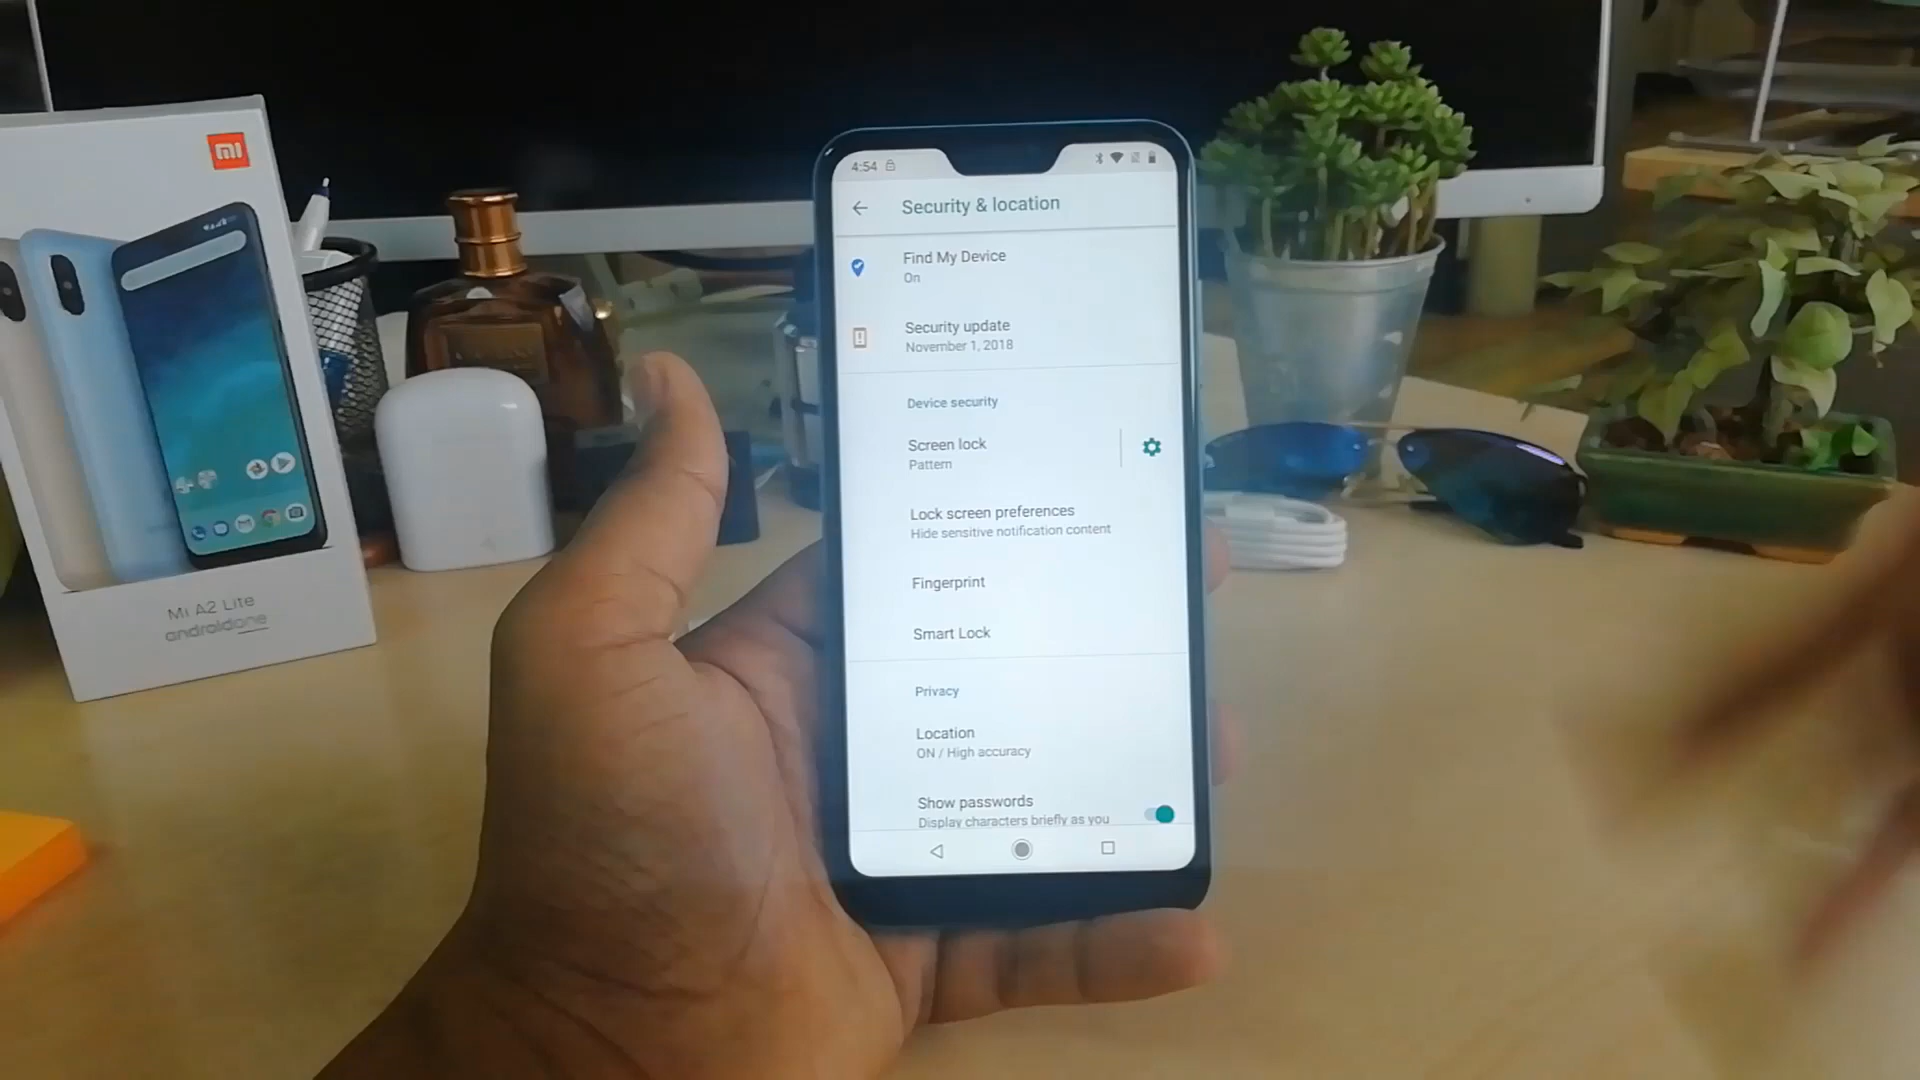 mi
Mi A2 Lite
androidone
4:54
Security & location
Find My Device
On
Security update
November 1, 2018
Device security
Screen lock
Pattern
Lock screen preferences
Hide sensitive notification content
Fingerprint
Smart Lock
Privacy
Location
ON / High accuracy
Show passwords
Display characters briefly as you